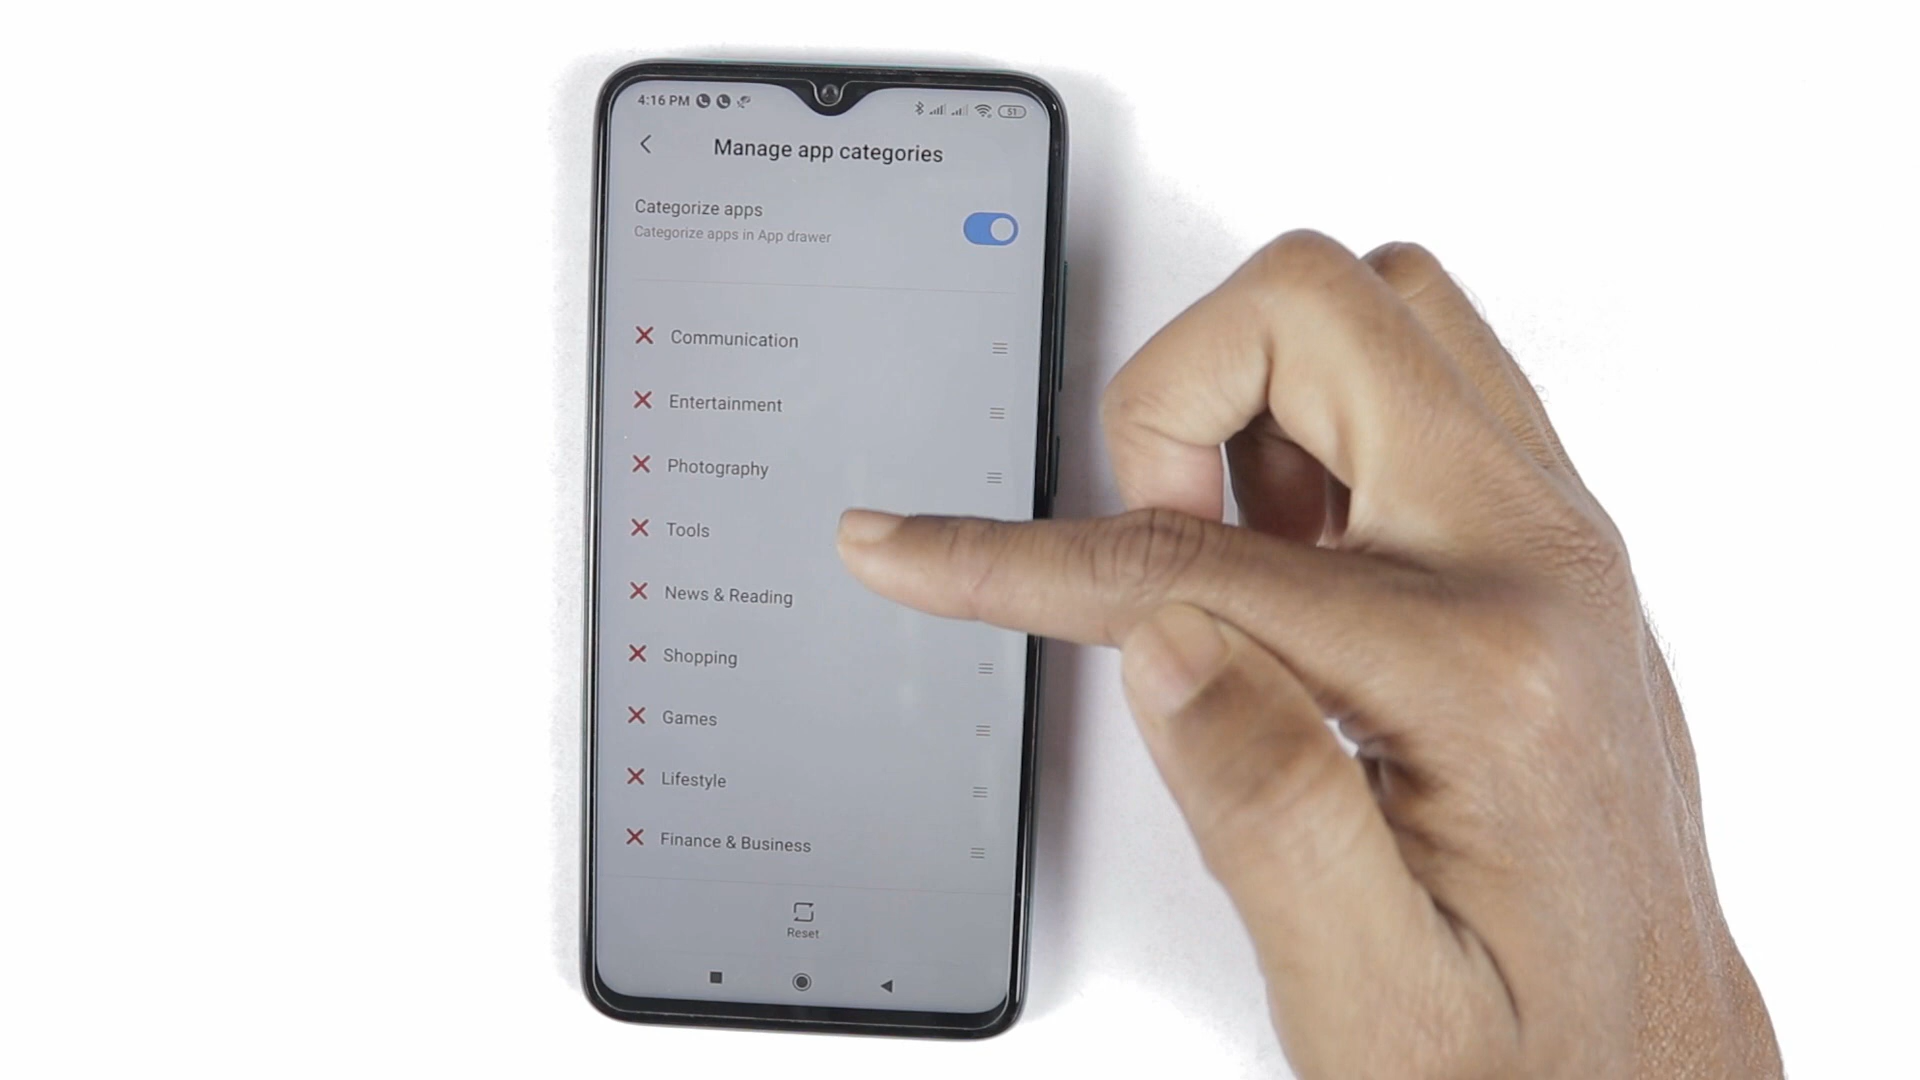 4:16 PM
51
Manage app categories
Categorize apps
Categorize apps in App drawer
Communication
Entertainment
Photography
Tools
News & Reading
Shopping
Games
Lifestyle
Finance & Business
Reset